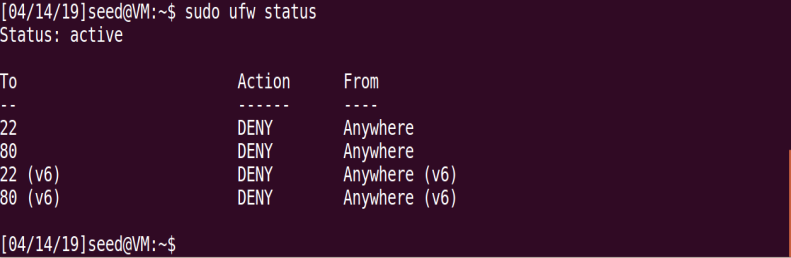 [04/14/19]seed@VM:~$ sudo ufw status
Status: active
To                         Action      From
--                         ------      ----
22                         DENY        Anywhere
80                         DENY        Anywhere
22 (v6)                    DENY        Anywhere (v6)
80 (v6)                    DENY        Anywhere (v6)
[04/14/19]seed@VM:~$